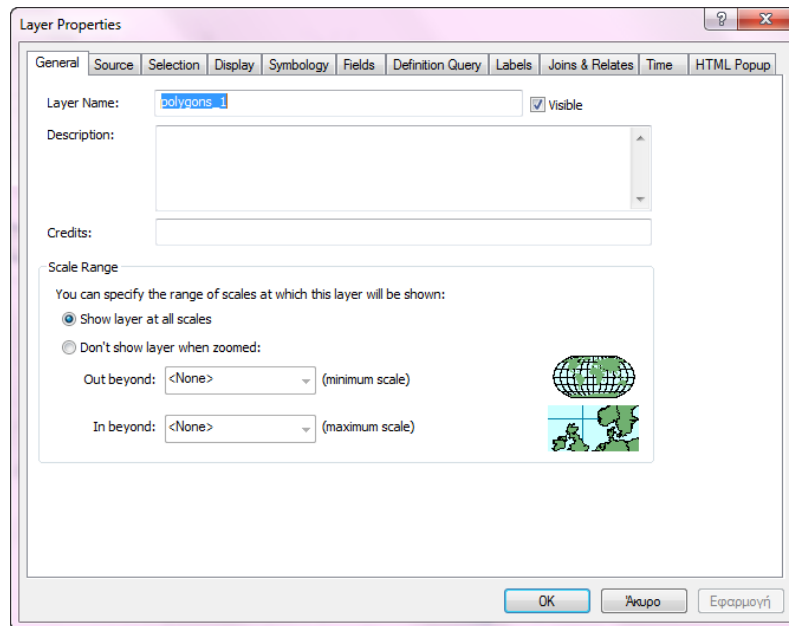 Layer Properties
General Source Selection Display Symbology Fields Definition Query Labels Joins & Relates Time HTML Popup
Layer Name: polygons_1 Visible
Description:
Credits:
Scale Range
You can specify the range of scales at which this layer will be shown:
Show layer at all scales
Don't show layer when zoomed:
Out beyond: <None> (minimum scale)
In beyond: <None> (maximum scale)
OK Άκυρο Εφαρμογή